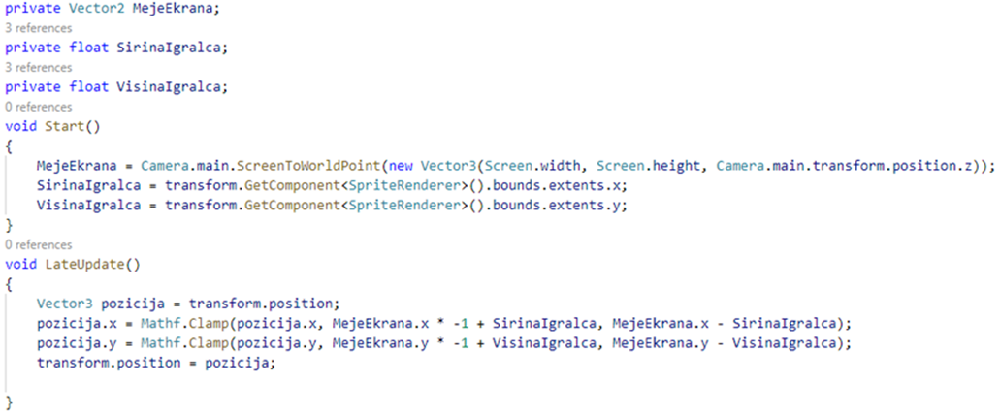 private Vector2 MejeEkrana;
3 references
private float SirinaIgralca;
3 references
private float VisinaIgralca;
0 references
void Start()
{
    MejeEkrana = Camera.main.ScreenToWorldPoint(new Vector3(Screen.width, Screen.height, Camera.main.transform.position.z));
    SirinaIgralca = transform.GetComponent<SpriteRenderer>().bounds.extents.x;
    VisinaIgralca = transform.GetComponent<SpriteRenderer>().bounds.extents.y;
}
0 references
void LateUpdate()
{
    Vector3 pozicija = transform.position;
    pozicija.x = Mathf.Clamp(pozicija.x, MejeEkrana.x * -1 + SirinaIgralca, MejeEkrana.x - SirinaIgralca);
    pozicija.y = Mathf.Clamp(pozicija.y, MejeEkrana.y * -1 + VisinaIgralca, MejeEkrana.y - VisinaIgralca);
    transform.position = pozicija;
}